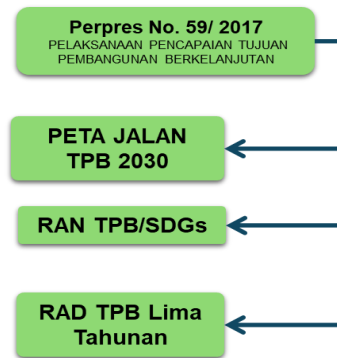 Perpres No. 59/ 2017
PELAKSANAAN PENCAPAIAN TUJUAN
PEMBANGUNAN BERKELANJUTAN
PETA JALAN
TPB 2030
RAN TPB/SDGs
RAD TPB Lima
Tahunan